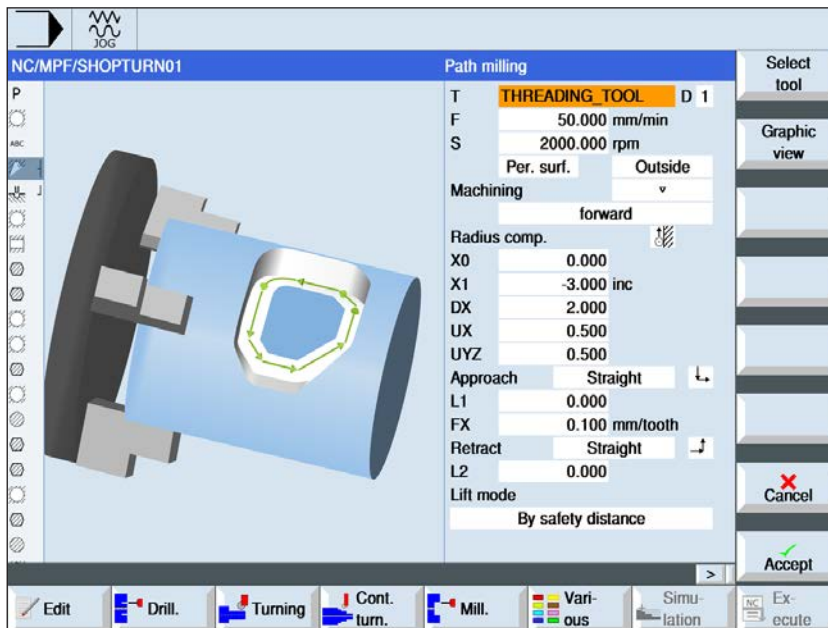 JOG
NC/MPF/SHOPTURN01
Path milling
Select
tool
P
T THREADING_TOOL D 1
F 50.000 mm/min
Graphic
view
ABC
S 2000.000 rpm
Per. surf. Outside
Machining
forward
Radius comp.
X0 0.000
X1 -3.000 inc
DX 2.000
UX 0.500
UYZ 0.500
Approach Straight
L1 0.000
FX 0.100 mm/tooth
Retract Straight
L2 0.000
Lift mode
By safety distance
Cancel
Accept
>
Edit
Drill.
Turning
Cont.
turn.
Mill.
Vari-
ous
Simu-
lation
NC
Ex-
ecute